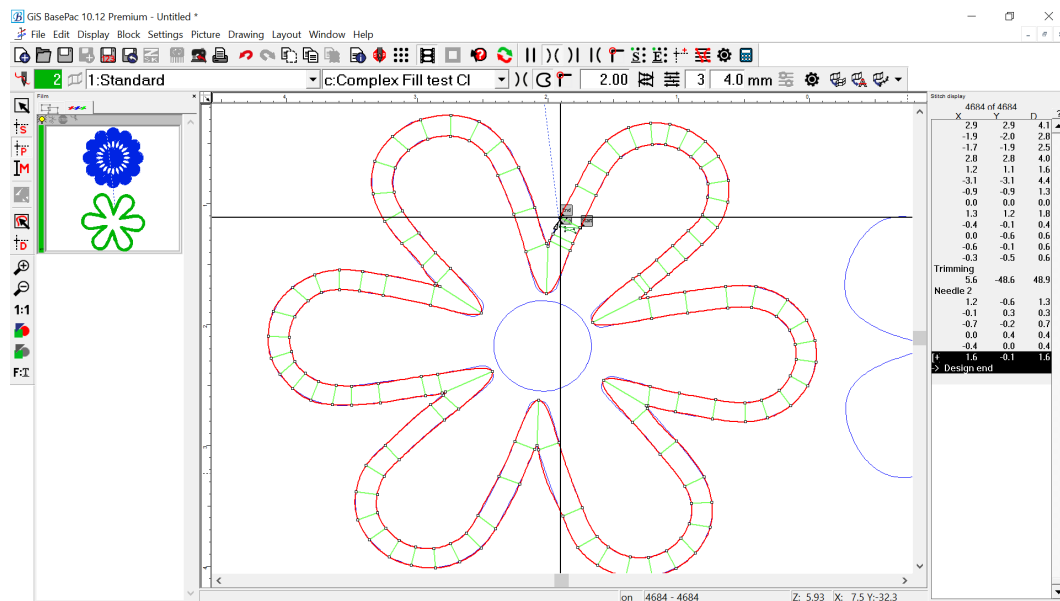 GiS BasePac 10.12 Premium - Untitled *
File Edit Display Block Settings Picture Drawing Layout Window Help
2 1:Standard c:Complex Fill test Cl 2.00 3 4.0 mm
Film
Stitch display
4684 of 4684
X Y D
2.9 2.9 4.1
-1.9 -2.0 2.8
-1.7 -1.9 2.5
2.8 2.8 4.0
1.2 1.1 1.6
-3.1 -3.1 4.4
-0.9 -0.9 1.3
0.0 0.0 0.0
1.3 1.2 1.8
-0.4 -0.1 0.4
0.0 -0.6 0.6
-0.6 -0.1 0.6
-0.3 -0.5 0.6
Trimming
5.6 -48.6 48.9
Needle 2
1.2 -0.6 1.3
-0.1 0.3 0.3
-0.7 -0.2 0.7
0.0 0.4 0.4
-0.4 0.0 0.4
[+ 1.6 -0.1 1.6
-> Design end
S
P
M
D
1:1
F:T
End
Start
on 4684 - 4684 Z: 5.93 X: 7.5 Y:-32.3